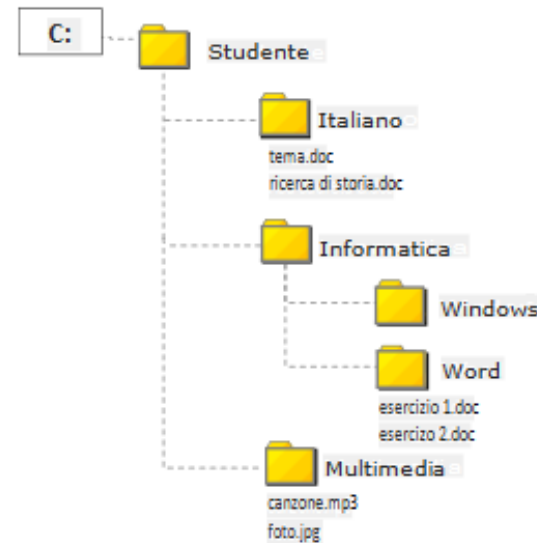 C:
Studente
Italiano
tema.doc
ricerca di storia.doc
Informatica
Windows
Word
esercizio 1.doc
esercizo 2.doc
Multimedia
canzone.mp3
foto.jpg